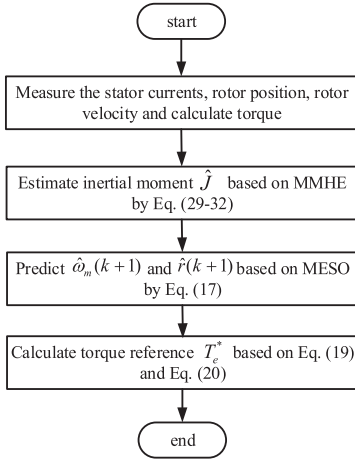 start
Measure the stator currents, rotor position, rotor
velocity and calculate torque
Estimate inertial moment Ĵ based on MMHE
by Eq. (29-32)
Predict ω̂ₘ(k+1) and r̂(k+1) based on MESO
by Eq. (17)
Calculate torque reference Tₑ* based on Eq. (19)
and Eq. (20)
end